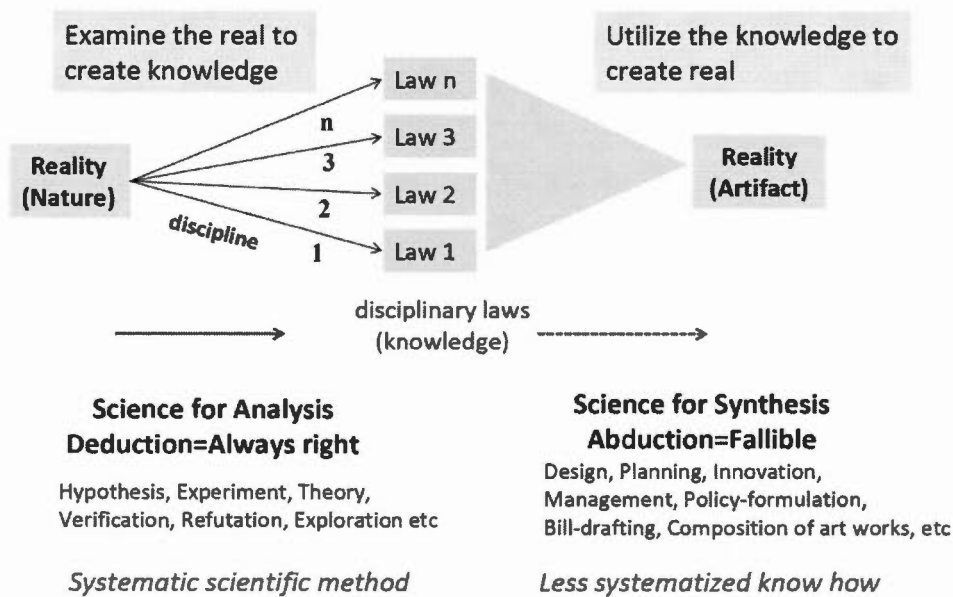 Examine the real to
create knowledge
Utilize the knowledge to
create real
Law n
n
Law 3
3
Reality
(Nature)
Reality
(Artifact)
Law 2
2
discipline
1
Law 1
disciplinary laws
(knowledge)
Science for Analysis
Deduction=Always right
Hypothesis, Experiment, Theory,
Verification, Refutation, Exploration etc
Systematic scientific method
Science for Synthesis
Abduction=Fallible
Design, Planning, Innovation,
Management, Policy-formulation,
Bill-drafting, Composition of art works, etc
Less systematized know how